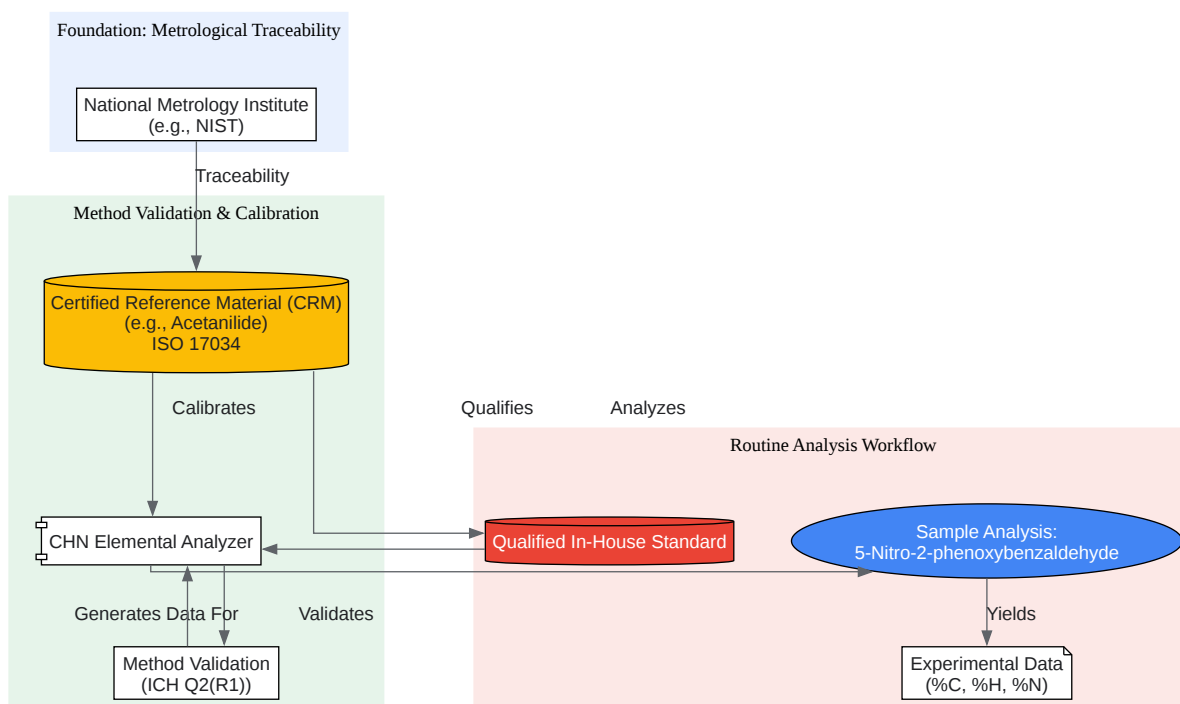 Foundation: Metrological Traceability
National Metrology Institute
(e.g., NIST)
Traceability
Method Validation & Calibration
Certified Reference Material (CRM)
(e.g., Acetanilide)
ISO 17034
Calibrates
Qualifies
Analyzes
Routine Analysis Workflow
CHN Elemental Analyzer
Qualified In-House Standard
Sample Analysis:
5-Nitro-2-phenoxybenzaldehyde
Generates Data For
Validates
Yields
Method Validation
(ICH Q2(R1))
Experimental Data
(%C, %H, %N)